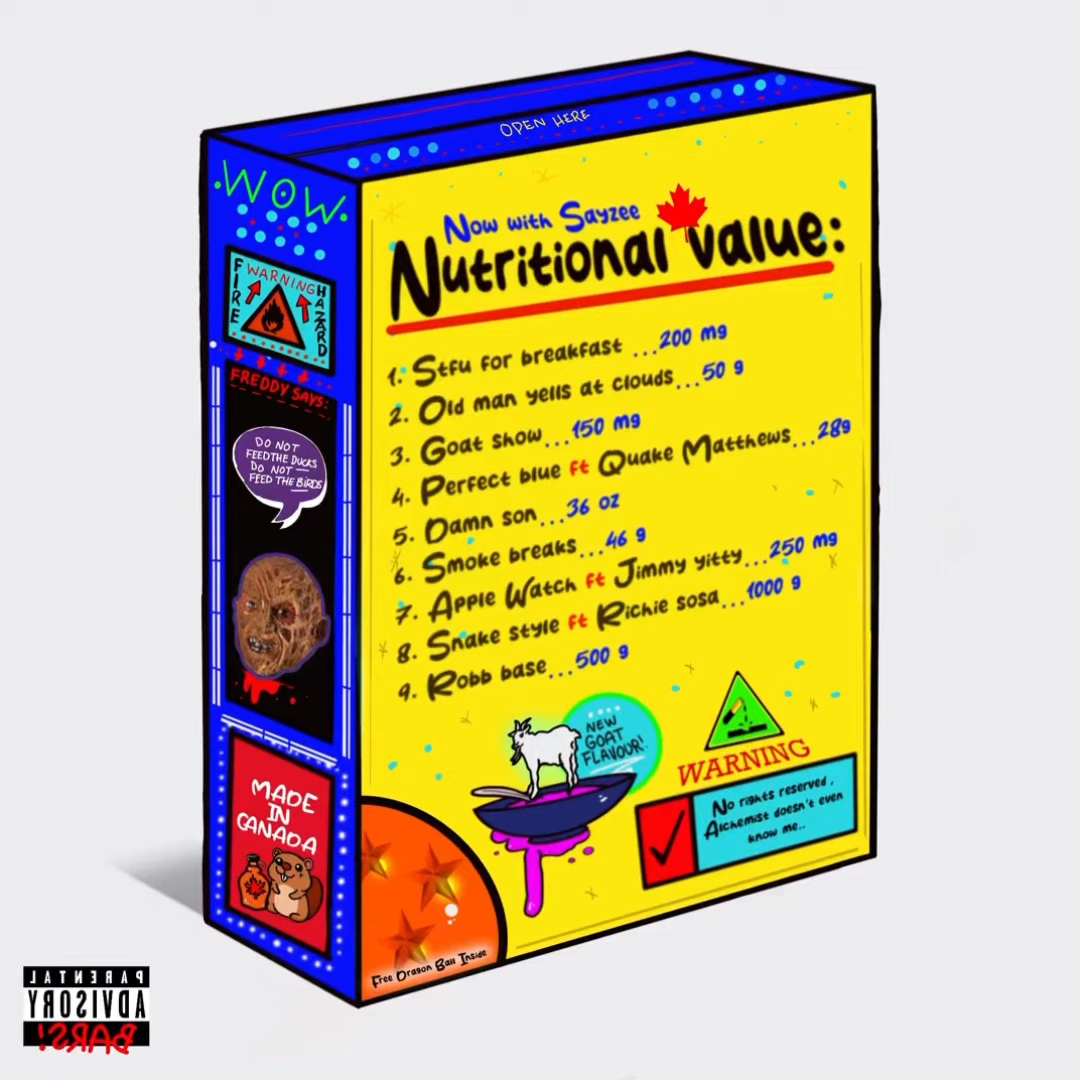 OPEN HERE
WOW
WARNING
FIRE
HAZARD
FREDDY SAYS:
DO NOT
FEED THE DUCKS
DO NOT
FEED THE BIRDS
MADE
IN
CANADA
Now with Sayzee
Nutritional value:
1. Stfu for breakfast ...200 mg
2. Old man yells at clouds...50 g
3. Goat show...150 mg
4. Perfect blue ft Quake Matthews...28g
5. Damn son...36 oz
6. Smoke breaks...46 g
7. Apple Watch ft Jimmy yitty...250 mg
8. Snake style ft Richie sosa...1000 g
9. Robb base...500 g
NEW
GOAT
FLAVOUR!
WARNING
No rights reserved,
Alchemist doesn't even
know me..
Free Dragon Ball Inside
PARENTAL
ADVISORY
BARS!